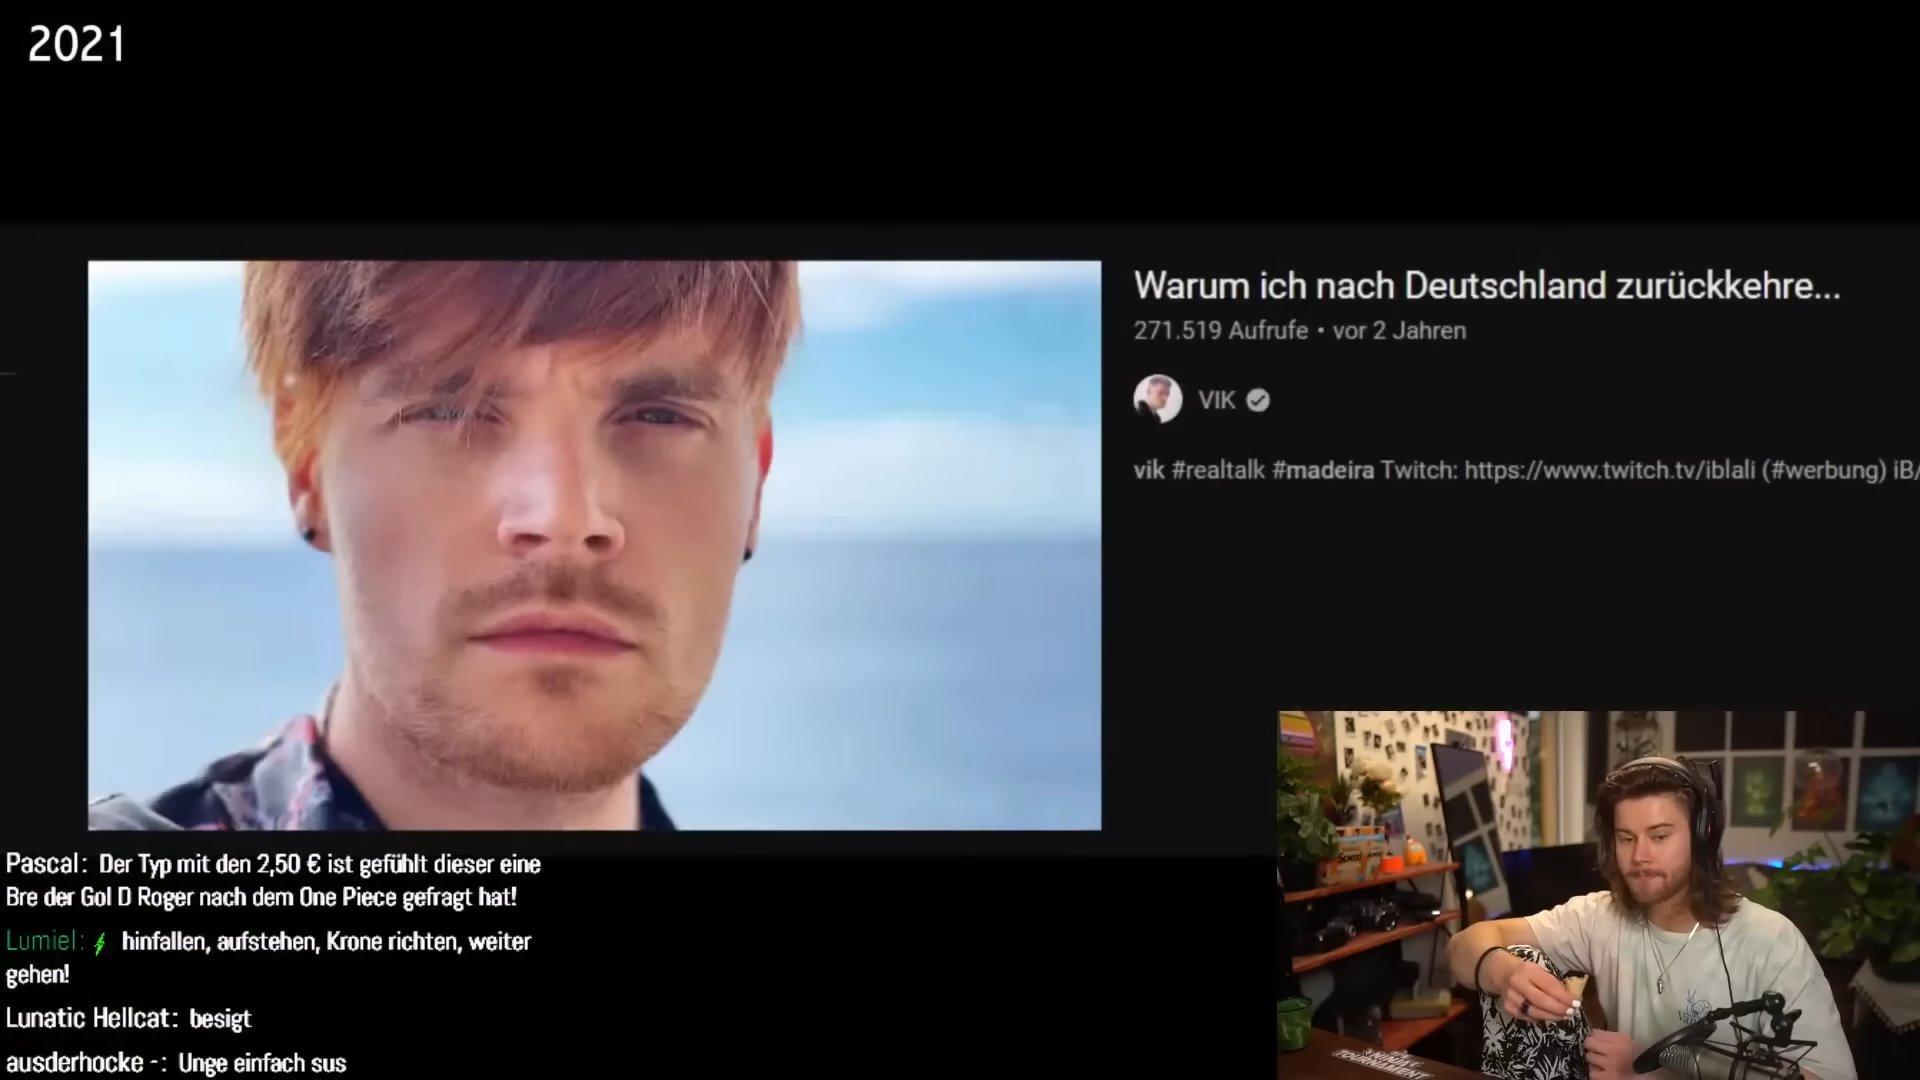 2021
Warum ich nach Deutschland zurückkehre...
271.519 Aufrufe • vor 2 Jahren
VIK
vik #realtalk #madeira Twitch: https://www.twitch.tv/iblali (#werbung) iB/
Pascal: Der Typ mit den 2,50 € ist gefühlt dieser eine
Bre der Gol D Roger nach dem One Piece gefragt hat!
Lumiel: hinfallen, aufstehen, Krone richten, weiter
gehen!
Lunatic Hellcat: besigt
ausderhocke -: Unge einfach sus
Spezi
NINJA
TOURNAMENT